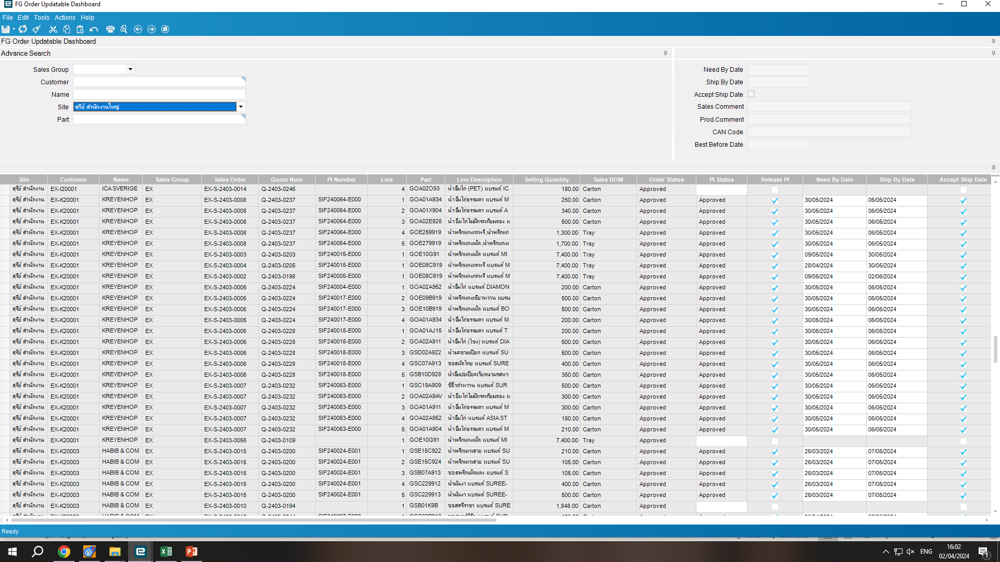 FG Order Updatable Dashboard
File Edit Tools Actions Help
FG Order Updatable Dashboard
Advance Search
Sales Group
Customer
Name
Site สุรีย์ สำนักงานใหญ่
Part
Need By Date
Ship By Date
Accept Ship Date
Sales Comment
Prod.Comment
CAN Code
Best Before Date
Site Customer Name Sales Group Sales Order Quote Num PI Number Line Part Line Description Selling Quantity Sales UOM Order Status PI Status Release PI Need By Date Ship By Date Accept Ship Date
สุรีย์ สำนักงาน EX-I20001 ICA SVERIGE EX EX-S-2403-0014 Q-2403-0246 4 GOA02O93 น้ำจิ้มไก่ (PET) แบรนด์ IC 180.00 Carton Approved
สุรีย์ สำนักงาน EX-K20001 KREYENHOP EX EX-S-2403-0008 Q-2403-0237 SIF240064-E000 1 GOA01A934 น้ำจิ้มไก่ธรรมดา แบรนด์ M 250.00 Carton Approved Approved 30/05/2024 06/05/2024
สุรีย์ สำนักงาน EX-K20001 KREYENHOP EX EX-S-2403-0008 Q-2403-0237 SIF240064-E000 2 GOA01X904 น้ำจิ้มไก่ธรรมดา แบรนด์ A 340.00 Carton Approved Approved 30/05/2024 06/05/2024
สุรีย์ สำนักงาน EX-K20001 KREYENHOP EX EX-S-2403-0008 Q-2403-0237 SIF240064-E000 3 GOA02E926 น้ำจิ้มไก่ไม่มีกระเทียมดอง แ 500.00 Carton Approved Approved 30/05/2024 06/05/2024
สุรีย์ สำนักงาน EX-K20001 KREYENHOP EX EX-S-2403-0008 Q-2403-0237 SIF240064-E000 4 GOE259919 น้ำพริกแกงกะหรี่,น้ำพริกแก 1,300.00 Tray Approved Approved 30/05/2024 06/05/2024
สุรีย์ สำนักงาน EX-K20001 KREYENHOP EX EX-S-2403-0008 Q-2403-0237 SIF240064-E000 5 GOE279919 น้ำพริกแกงเผ็ด,น้ำพริกแกงเ 1,700.00 Tray Approved Approved 30/05/2024 06/05/2024
สุรีย์ สำนักงาน EX-K20001 KREYENHOP EX EX-S-2403-0003 Q-2403-0203 SIF240015-E000 1 GOE10G91 น้ำพริกแกงเผ็ด แบรนด์ MI 7,400.00 Tray Approved Approved 09/05/2024 30/05/2024
สุรีย์ สำนักงาน EX-K20001 KREYENHOP EX EX-S-2403-0004 Q-2403-0205 SIF240016-E000 1 GOE08C919 น้ำพริกแกงกะหรี่ แบรนด์ M 7,400.00 Tray Approved Approved 28/04/2024 30/05/2024
สุรีย์ สำนักงาน EX-K20001 KREYENHOP EX EX-S-2403-0002 Q-2403-0198 SIF240005-E000 1 GOE08C919 น้ำพริกแกงกะหรี่ แบรนด์ M 7,400.00 Tray Approved Approved 09/05/2024 02/06/2024
สุรีย์ สำนักงาน EX-K20001 KREYENHOP EX EX-S-2403-0005 Q-2403-0224 SIF240004-E000 1 GOA02A952 น้ำจิ้มไก่ แบรนด์ DIAMON 200.00 Carton Approved Approved 30/05/2024 06/05/2024
สุรีย์ สำนักงาน EX-K20001 KREYENHOP EX EX-S-2403-0005 Q-2403-0224 SIF240017-E000 2 GOE09B919 น้ำพริกแกงเขียวหวาน แบรน 500.00 Carton Approved Approved 30/05/2024 06/05/2024
สุรีย์ สำนักงาน EX-K20001 KREYENHOP EX EX-S-2403-0005 Q-2403-0224 SIF240017-E000 3 GOE10B919 น้ำพริกแกงเผ็ด แบรนด์ BO 500.00 Carton Approved Approved 30/05/2024 06/05/2024
สุรีย์ สำนักงาน EX-K20001 KREYENHOP EX EX-S-2403-0005 Q-2403-0224 SIF240017-E000 4 GOA01A934 น้ำจิ้มไก่ธรรมดา แบรนด์ M 200.00 Carton Approved Approved 30/05/2024 06/05/2024
สุรีย์ สำนักงาน EX-K20001 KREYENHOP EX EX-S-2403-0006 Q-2403-0228 SIF240018-E000 1 GOA01AJ15 น้ำจิ้มไก่ธรรมดา แบรนด์ T 200.00 Carton Approved Approved 30/05/2024 06/05/2024
สุรีย์ สำนักงาน EX-K20001 KREYENHOP EX EX-S-2403-0006 Q-2403-0228 SIF240018-E000 2 GOA02A911 น้ำจิ้มไก่ (ไขง) แบรนด์ DIA 500.00 Carton Approved Approved 30/05/2024 06/05/2024
สุรีย์ สำนักงาน EX-K20001 KREYENHOP EX EX-S-2403-0006 Q-2403-0228 SIF240018-E000 3 GSD02A922 น้ำมะขามเปียก แบรนด์ SU 500.00 Carton Approved Approved 30/05/2024 06/05/2024
สุรีย์ สำนักงาน EX-K20001 KREYENHOP EX EX-S-2403-0006 Q-2403-0228 SIF240018-E000 4 GSC07A913 ซอสผัดไทย แบรนด์ SURE 400.00 Carton Approved Approved 30/05/2024 06/05/2024
สุรีย์ สำนักงาน EX-K20001 KREYENHOP EX EX-S-2403-0006 Q-2403-0228 SIF240018-E000 5 GSB10D928 น้ำจิ้มปอเปี๊ยะเวียดนามรสหว 350.00 Carton Approved Approved 30/05/2024 06/05/2024
สุรีย์ สำนักงาน EX-K20001 KREYENHOP EX EX-S-2403-0007 Q-2403-0232 SIF240063-E000 1 GSC19A909 ซีอิ๊วดำหวาน แบรนด์ SUR 500.00 Carton Approved Approved 30/05/2024 06/05/2024
สุรีย์ สำนักงาน EX-K20001 KREYENHOP EX EX-S-2403-0007 Q-2403-0232 SIF240063-E000 2 GOA02A9AV น้ำจิ้มไก่ไม่มีกระเทียมดอง แ 300.00 Carton Approved Approved 30/05/2024 06/05/2024
สุรีย์ สำนักงาน EX-K20001 KREYENHOP EX EX-S-2403-0007 Q-2403-0232 SIF240063-E000 3 GOA01A911 น้ำจิ้มไก่ธรรมดา แบรนด์ M 300.00 Carton Approved Approved 30/05/2024 06/05/2024
สุรีย์ สำนักงาน EX-K20001 KREYENHOP EX EX-S-2403-0007 Q-2403-0232 SIF240063-E000 4 GOA02A952 น้ำจิ้มไก่ แบรนด์ ASIA ST 150.00 Carton Approved Approved 30/05/2024 06/05/2024
สุรีย์ สำนักงาน EX-K20001 KREYENHOP EX EX-S-2403-0007 Q-2403-0232 SIF240063-E000 5 GOA01A904 น้ำจิ้มไก่ธรรมดา แบรนด์ M 210.00 Carton Approved Approved 30/05/2024 06/05/2024
สุรีย์ สำนักงาน EX-K20001 KREYENHOP EX EX-S-2403-0056 Q-2403-0109 1 GOE10G91 น้ำพริกแกงเผ็ด แบรนด์ MI 7,400.00 Tray Approved
สุรีย์ สำนักงาน EX-K20003 HABIB & COM EX EX-S-2403-0015 Q-2403-0200 SIF240024-E001 1 GSE15C922 น้ำพริกเผาเสวย แบรนด์ SU 210.00 Carton Approved Approved 26/03/2024 07/05/2024
สุรีย์ สำนักงาน EX-K20003 HABIB & COM EX EX-S-2403-0015 Q-2403-0200 SIF240024-E001 2 GSE15C924 น้ำพริกเผาเสวย แบรนด์ SU 105.00 Carton Approved Approved 26/03/2024 07/05/2024
สุรีย์ สำนักงาน EX-K20003 HABIB & COM EX EX-S-2403-0015 Q-2403-0200 SIF240024-E001 3 GSB07A913 ซอสพริกเผ็ดแดง แบรนด์ S 105.00 Carton Approved Approved 26/03/2024 07/05/2024
สุรีย์ สำนักงาน EX-K20003 HABIB & COM EX EX-S-2403-0015 Q-2403-0200 SIF240024-E001 4 GSC229912 น้ำมันงา แบรนด์ SUREE- 400.00 Carton Approved Approved 26/03/2024 07/05/2024
สุรีย์ สำนักงาน EX-K20003 HABIB & COM EX EX-S-2403-0015 Q-2403-0200 SIF240024-E001 5 GSC229913 น้ำมันงา แบรนด์ SUREE- 500.00 Carton Approved Approved 26/03/2024 07/05/2024
สุรีย์ สำนักงาน EX-K20003 HABIB & COM EX EX-S-2403-0010 Q-2403-0194 1 GSB01K9B ซอสศรีราชา แบรนด์ SURE 1,848.00 Carton Approved
Ready
ENG
16:02
02/04/2024
1